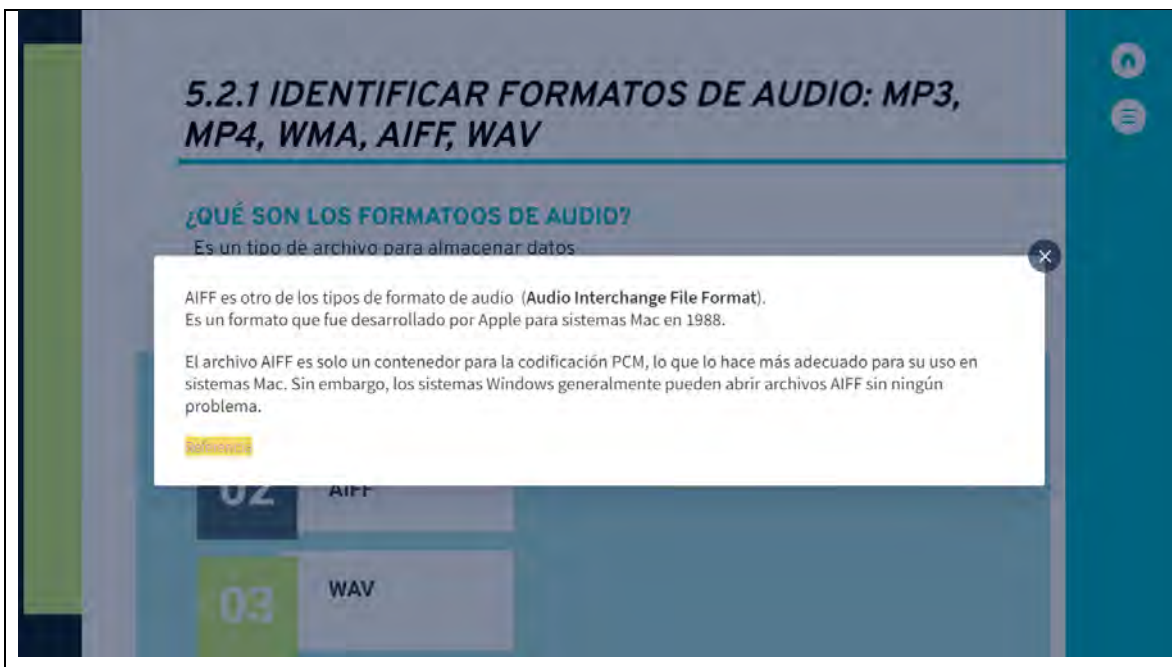 5.2.1 IDENTIFICAR FORMATOS DE AUDIO: MP3,
MP4, WMA, AIFF, WAV
¿QUÉ SON LOS FORMATOOS DE AUDIO?
Es un tipo de archivo para almacenar datos
AIFF es otro de los tipos de formato de audio (Audio Interchange File Format).
Es un formato que fue desarrollado por Apple para sistemas Mac en 1988.
El archivo AIFF es solo un contenedor para la codificación PCM, lo que lo hace más adecuado para su uso en
sistemas Mac. Sin embargo, los sistemas Windows generalmente pueden abrir archivos AIFF sin ningún
problema.
02 AIFF
03 WAV